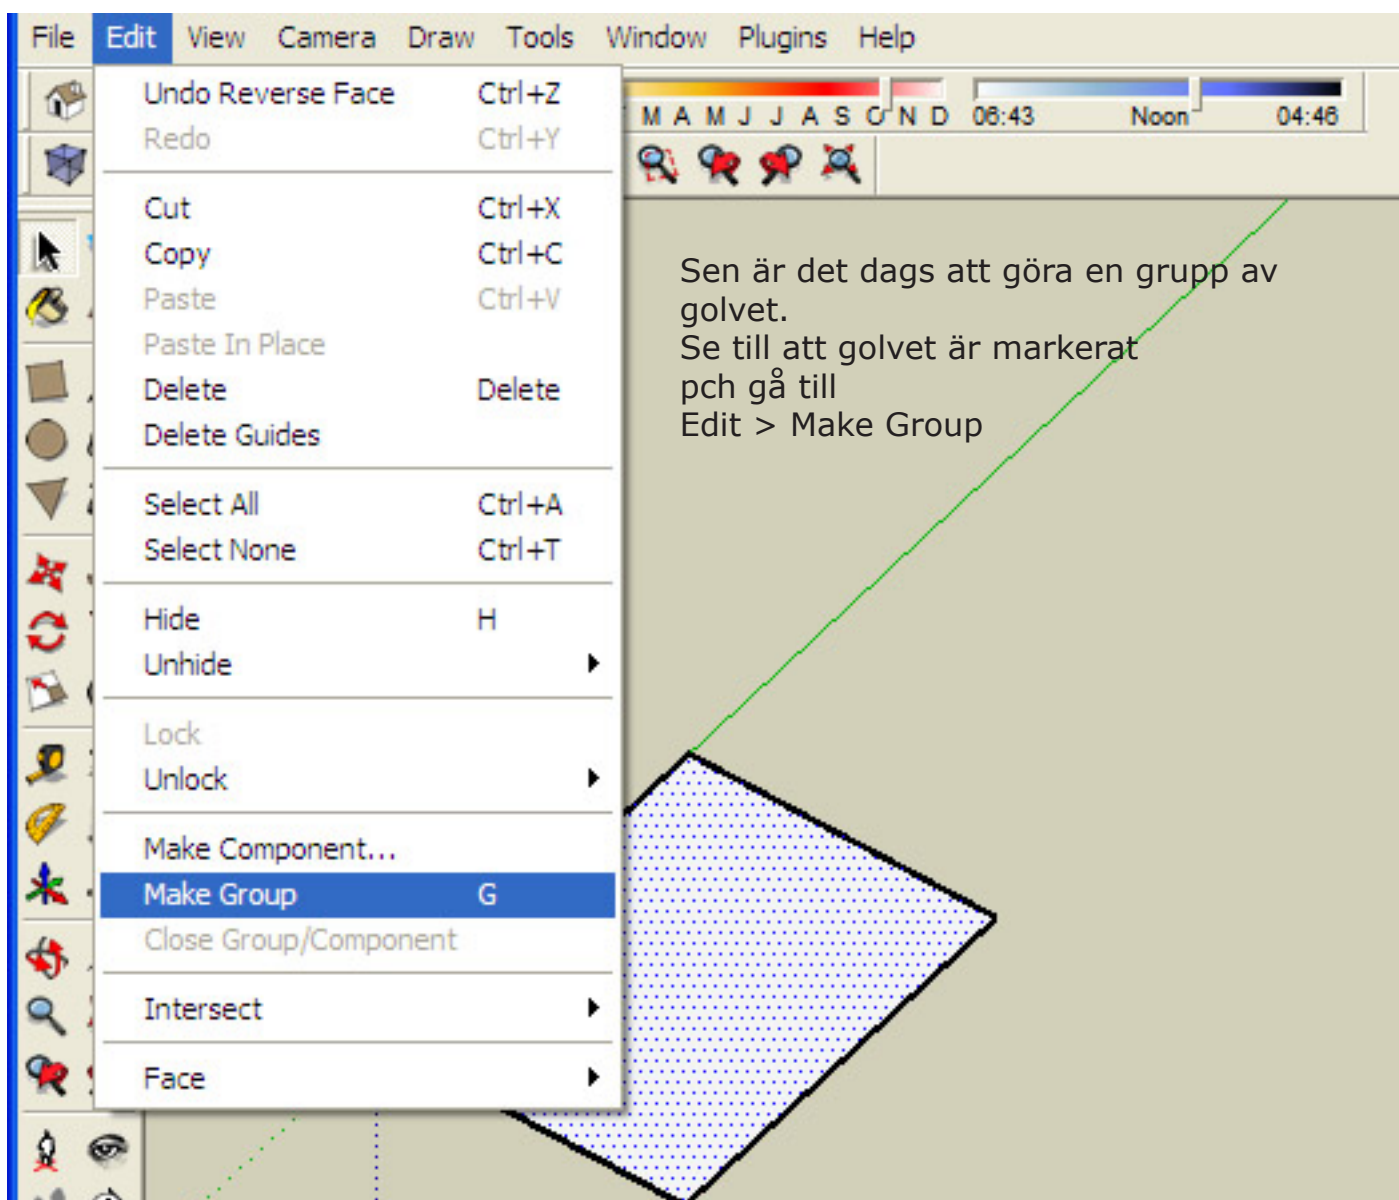 File Edit View Camera Draw Tools Window Plugins Help
Undo Reverse Face Ctrl+Z
Redo Ctrl+Y
M A M J J A S O N D 06:43 Noon 04:46
Cut Ctrl+X
Copy Ctrl+C
Paste Ctrl+V
Paste In Place
Delete Delete
Delete Guides
Select All Ctrl+A
Select None Ctrl+T
Hide H
Unhide
Lock
Unlock
Make Component...
Make Group G
Close Group/Component
Intersect
Face
Sen är det dags att göra en grupp av
golvet.
Se till att golvet är markerat
pch gå till
Edit > Make Group